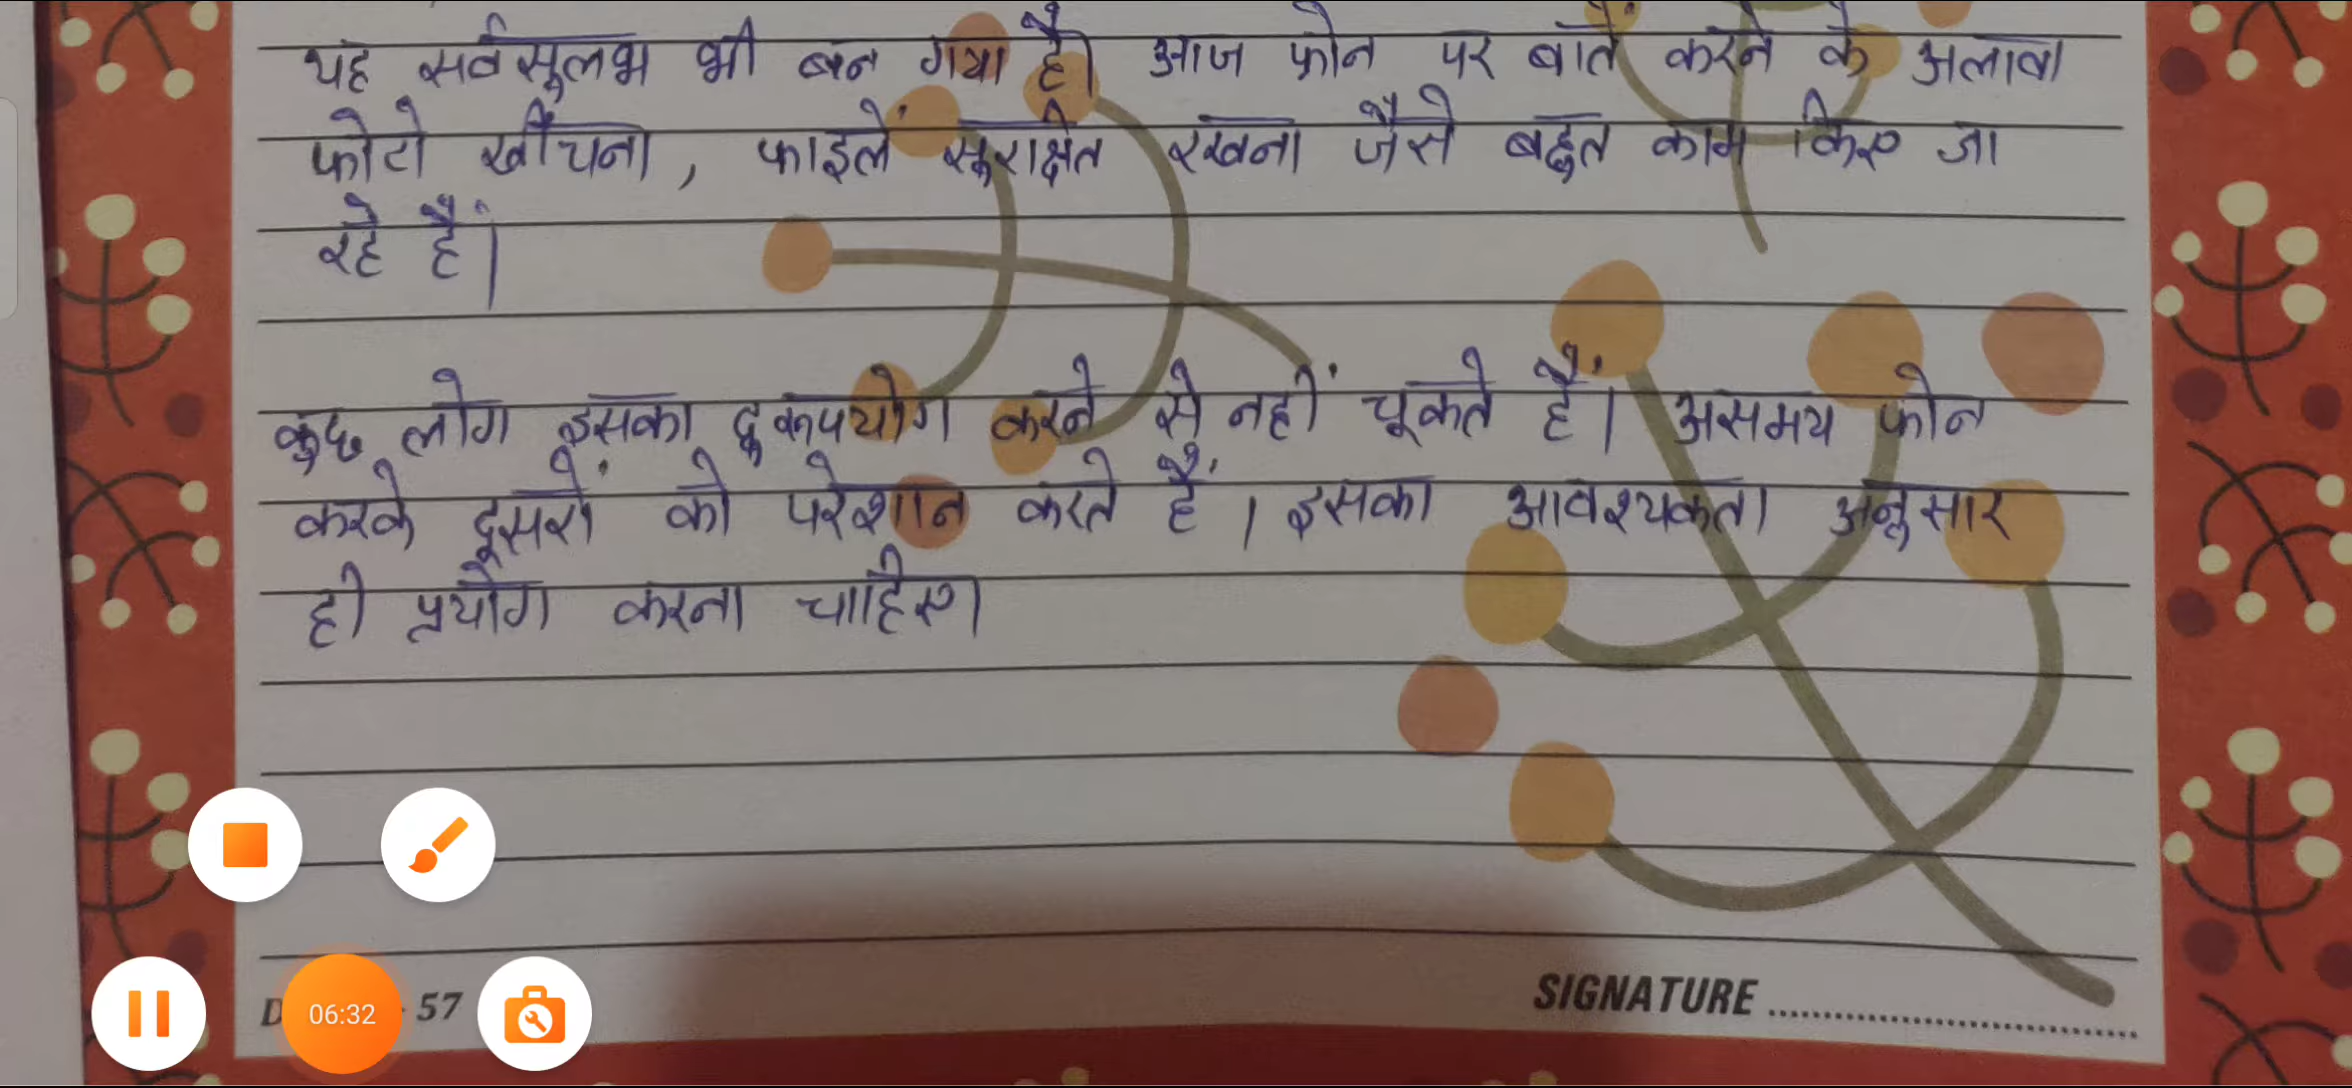 यह सर्वसुलभ भी बन गया है। आज फोन पर बातें करने के अलावा
फोटो खींचना, फाइलें सुरक्षित रखना जैसे बहुत काम किए जा
रहे हैं।
कुछ लोग इसका दुरूपयोग करने से नहीं चूकते हैं। असमय फोन
करके दूसरों को परेशान करते हैं। इसका आवश्यकता अनुसार
ही प्रयोग करना चाहिए।
06:32
57
SIGNATURE